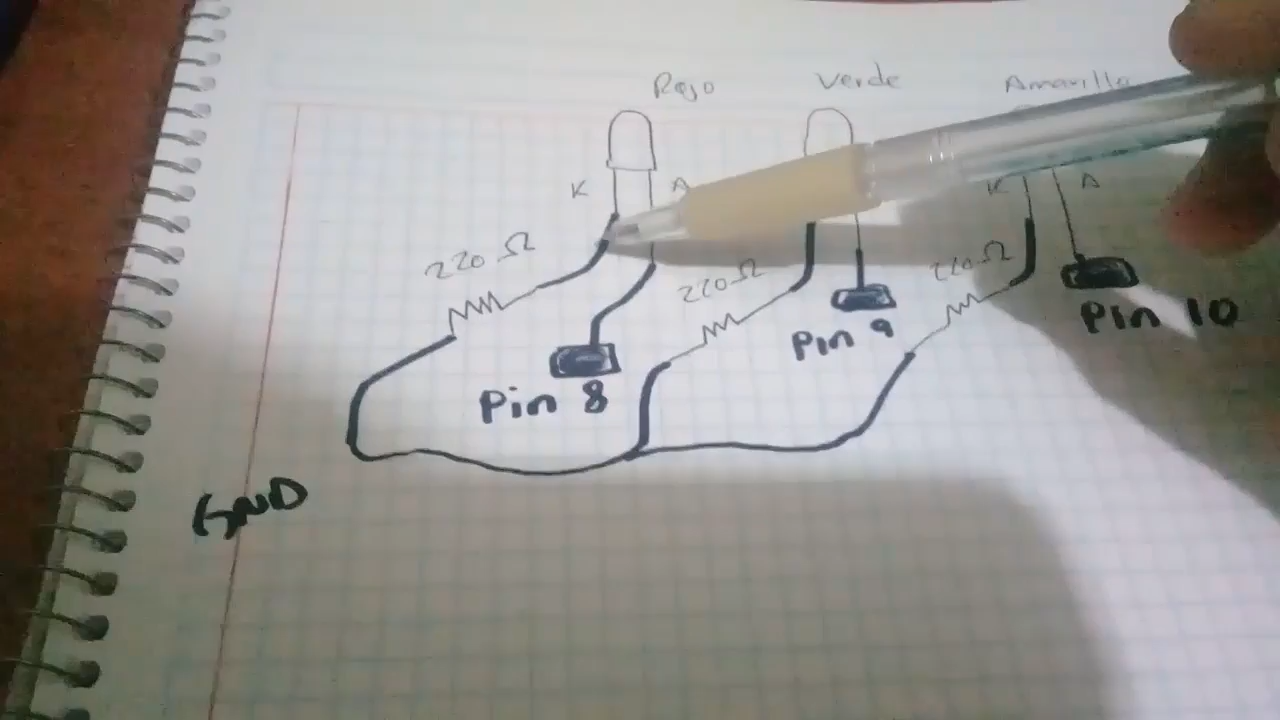 Rojo Verde Amarillo
K A K A
220 Ω 220 Ω 220 Ω
Pin 8 Pin 9 Pin 10
GND